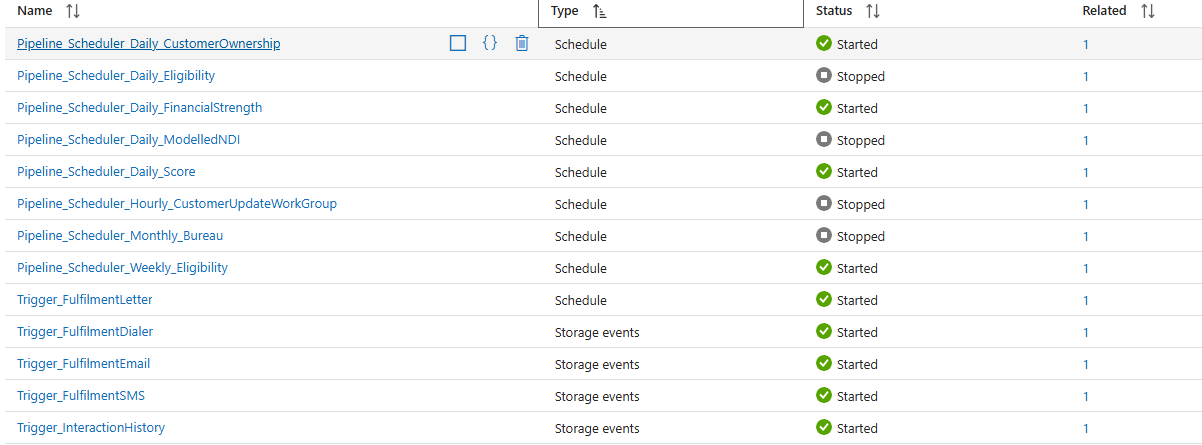 Name Type Status Related
Pipeline_Scheduler_Daily_CustomerOwnership {} Schedule Started 1
Pipeline_Scheduler_Daily_Eligibility Schedule Stopped 1
Pipeline_Scheduler_Daily_FinancialStrength Schedule Started 1
Pipeline_Scheduler_Daily_ModelledNDI Schedule Stopped 1
Pipeline_Scheduler_Daily_Score Schedule Started 1
Pipeline_Scheduler_Hourly_CustomerUpdateWorkGroup Schedule Stopped 1
Pipeline_Scheduler_Monthly_Bureau Schedule Stopped 1
Pipeline_Scheduler_Weekly_Eligibility Schedule Started 1
Trigger_FulfilmentLetter Schedule Started 1
Trigger_FulfilmentDialer Storage events Started 1
Trigger_FulfilmentEmail Storage events Started 1
Trigger_FulfilmentSMS Storage events Started 1
Trigger_InteractionHistory Storage events Started 1